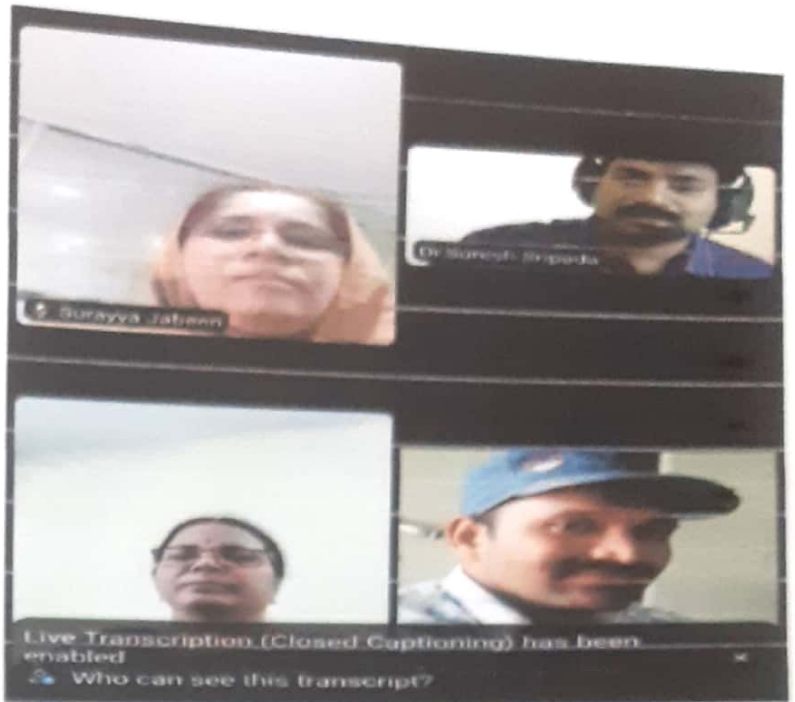 Surayya Jabeen
Dr Suresh Sripada
Live Transcription (Closed Captioning) has been
enabled
Who can see this transcript?